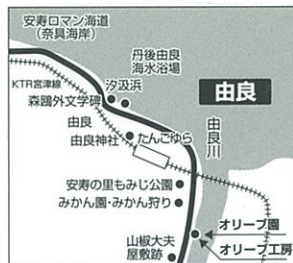 安寿ロマン海道
（奈具海岸）
丹後由良
海水浴場
KTR宮津線
汐汲浜
森鴎外文学碑
由良
由良
由良神社
たんごゆら
由良川
安寿の里もみじ公園
みかん園・みかん狩り
オリーブ園
オリーブ工房
山椒大夫
屋敷跡